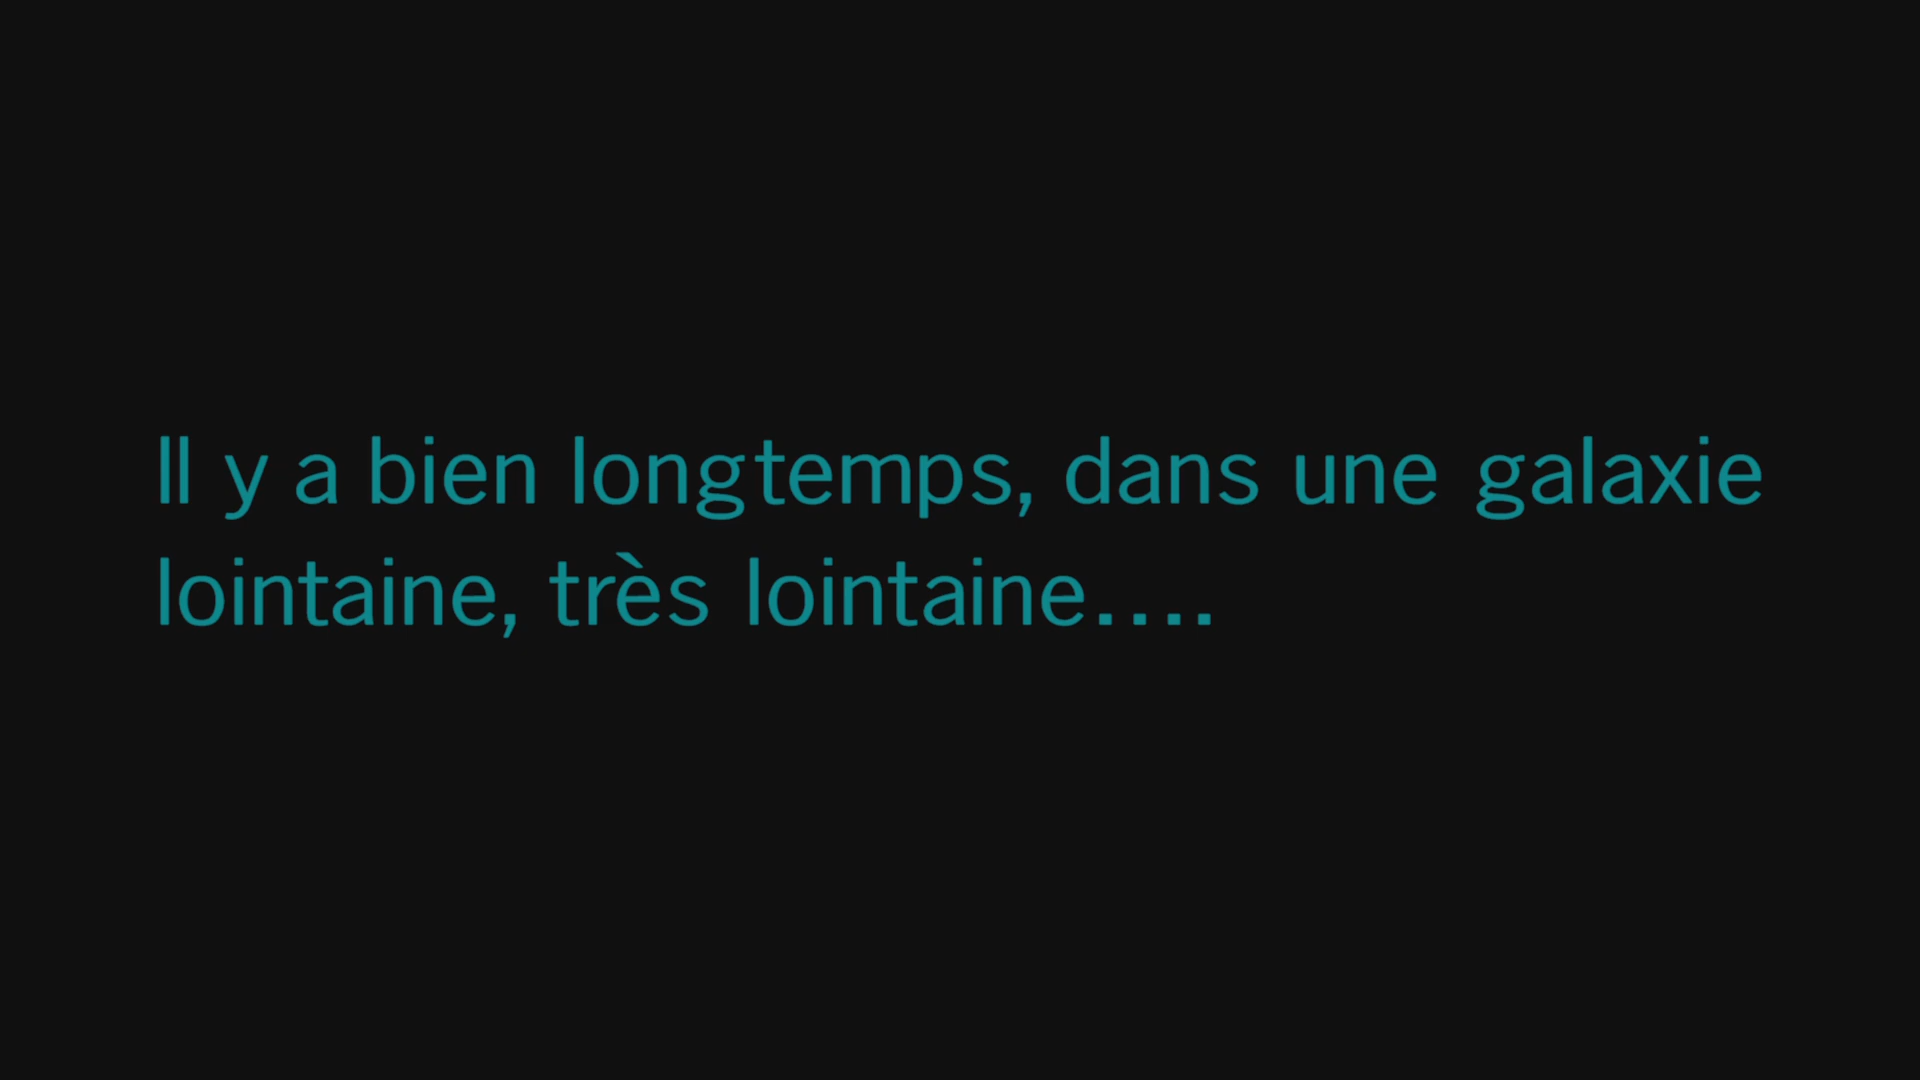 Il y a bien longtemps, dans une galaxie
lointaine, très lointaine....